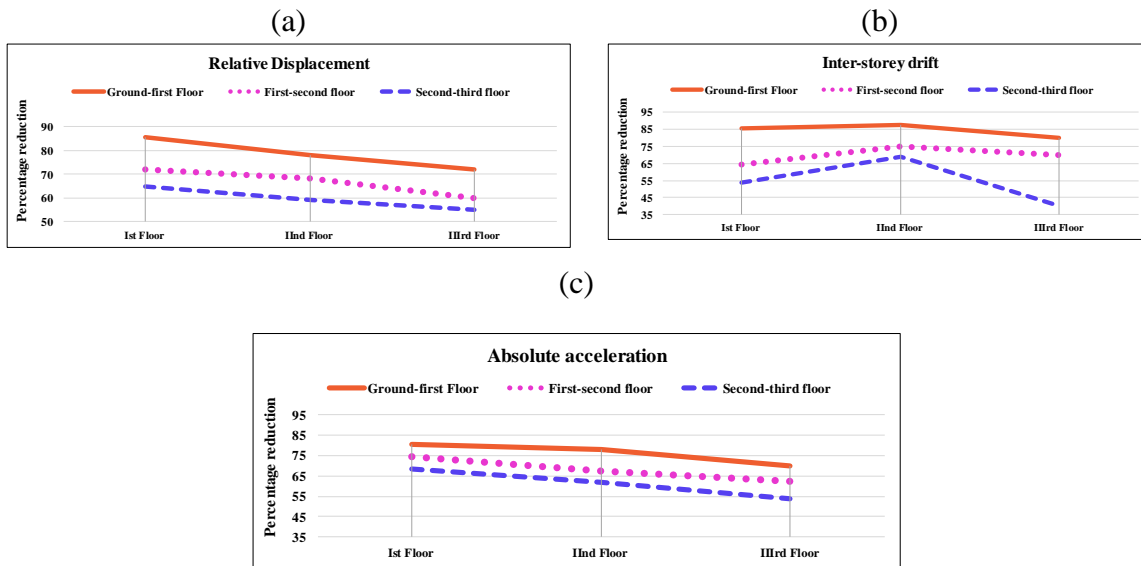 (a)
Relative Displacement
Ground-first Floor First-second floor Second-third floor
Percentage reduction
90
80
70
60
50
Ist Floor IInd Floor IIIrd Floor
(b)
Inter-storey drift
Ground-first Floor First-second floor Second-third floor
Percentage reduction
95
85
75
65
55
45
35
Ist Floor IInd Floor IIIrd Floor
(c)
Absolute acceleration
Ground-first Floor First-second floor Second-third floor
Percentage reduction
95
85
75
65
55
45
35
Ist Floor IInd Floor IIIrd Floor